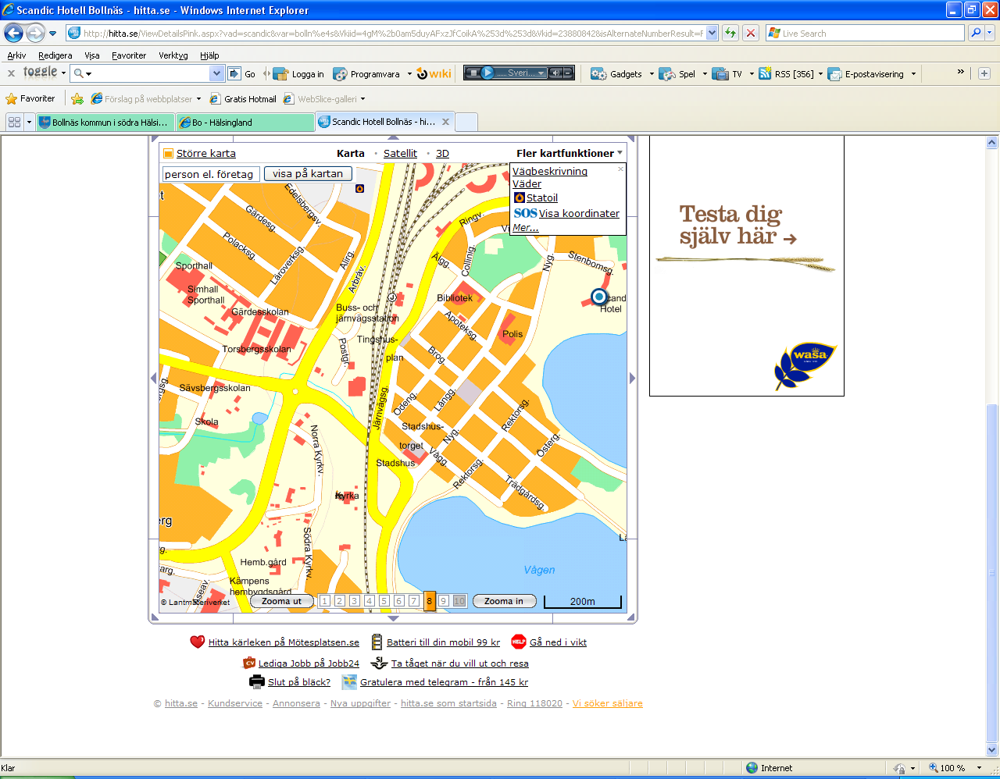 Scandic Hotell Bollnäs - hitta.se - Windows Internet Explorer
http://hitta.se/ViewDetailsPink.aspx?vad=scandic&var=bolln%e4s&Vkiid=4gM%2b0am5duyAFxzJfCoikA%253d%253d&Vkid=23880842&isAlternateNumberResult=F
Live Search
Arkiv Redigera Visa Favoriter Verktyg Hjälp
toggle Go Logga in Programvara wiki ..... Sveri... Gadgets Spel TV RSS [356] E-postavisering »
Favoriter Förslag på webbplatser Gratis Hotmail WebSlice-galleri
Bollnäs kommun i södra Hälsi... Bo - Hälsingland Scandic Hotell Bollnäs - hi...
Större karta Karta • Satellit • 3D Fler kartfunktioner
person el. företag visa på kartan
Vägbeskrivning
Väder
Statoil
SOS Visa koordinater
Mer...
Edelsbergsv.
Gärdesg.
Polacksg.
Läroverksg.
Alirg.
Arbräv.
Ringv.
Älgg.
Collinig.
Nyg.
Stenbomsg.
Sporthall
Simhall
Sporthall
Gärdesskolan
Torsbergsskolan
Buss- och
järnvägsstation
Bibliotek
Apoteksg.
Polis
Hotel
Tingshus-
plan
Postgr.
Brog.
Sävsbergsskolan
Skola
Järnvägsg.
Odeng.
Långg.
Stadshus-
torget
Stadshus
Nyg.
Vågg.
Rektorsg.
Rektorsg.
Österg.
Trädgårdsg.
Norra Kyrkv.
Kyrka
Södra Kyrkv.
Hemb.gård
Kämpens
hembygdsgård
Vågen
© Lantmäteriverket
Zooma ut 1 2 3 4 5 6 7 8 9 10 Zooma in 200m
Testa dig
själv här →
wasa
Hitta kärleken på Mötesplatsen.se Batteri till din mobil 99 kr HELP Gå ned i vikt
CV Lediga Jobb på Jobb24 SJ Ta tåget när du vill ut och resa
Slut på bläck? Gratulera med telegram - från 145 kr
© hitta.se - Kundservice - Annonsera - Nya uppgifter - hitta.se som startsida - Ring 118020 - Vi söker säljare
Klar Internet 100 %